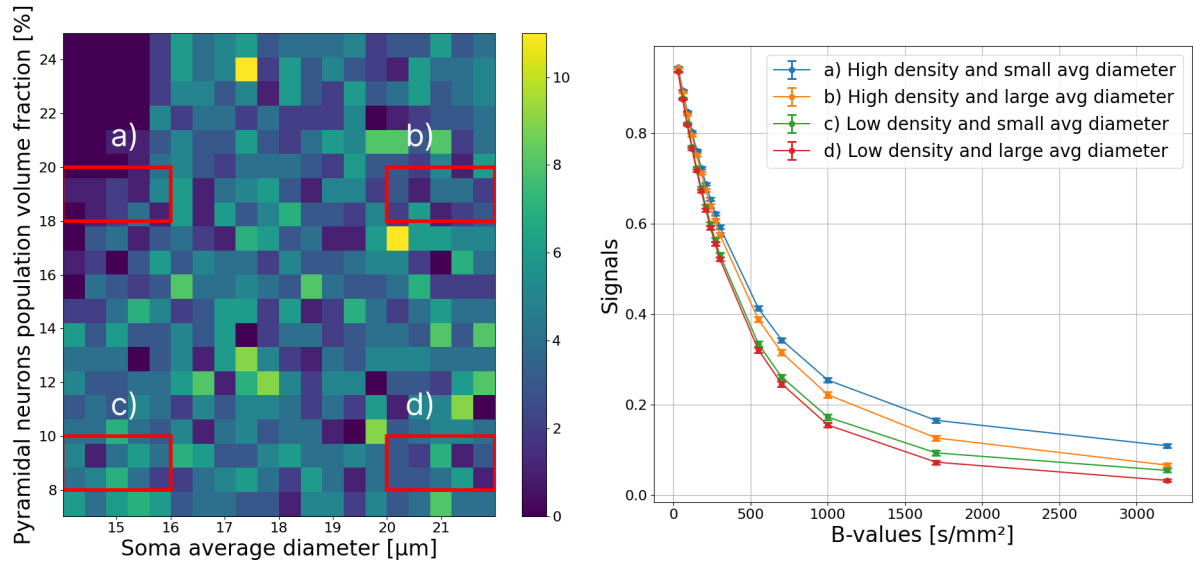 Pyramidal neurons population volume fraction [%]
24
22
20
18
16
14
12
10
8
a)
b)
c)
d)
15
16
17
18
19
20
21
Soma average diameter [µm]
10
8
6
4
2
0
Signals
0.8
0.6
0.4
0.2
0.0
a) High density and small avg diameter
b) High density and large avg diameter
c) Low density and small avg diameter
d) Low density and large avg diameter
0
500
1000
1500
2000
2500
3000
B-values [s/mm²]